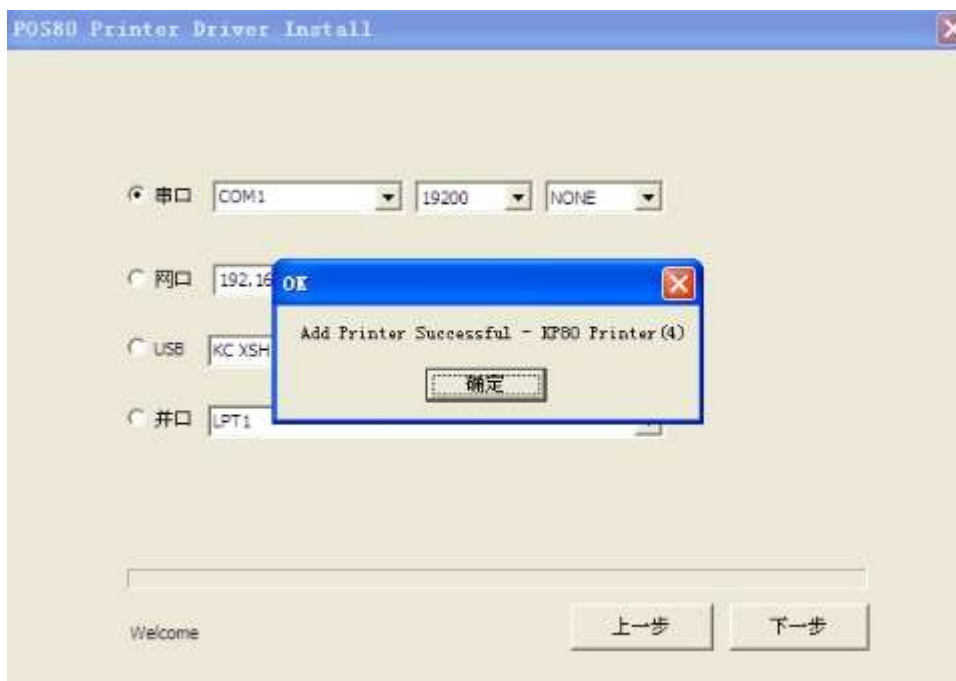 POS80 Printer Driver Install
串口 COM1 19200 NONE
网口 192.16
OK
Add Printer Successful - KP80 Printer(4)
USB KC XSH
确定
并口 LPT1
Welcome 上一步 下一步